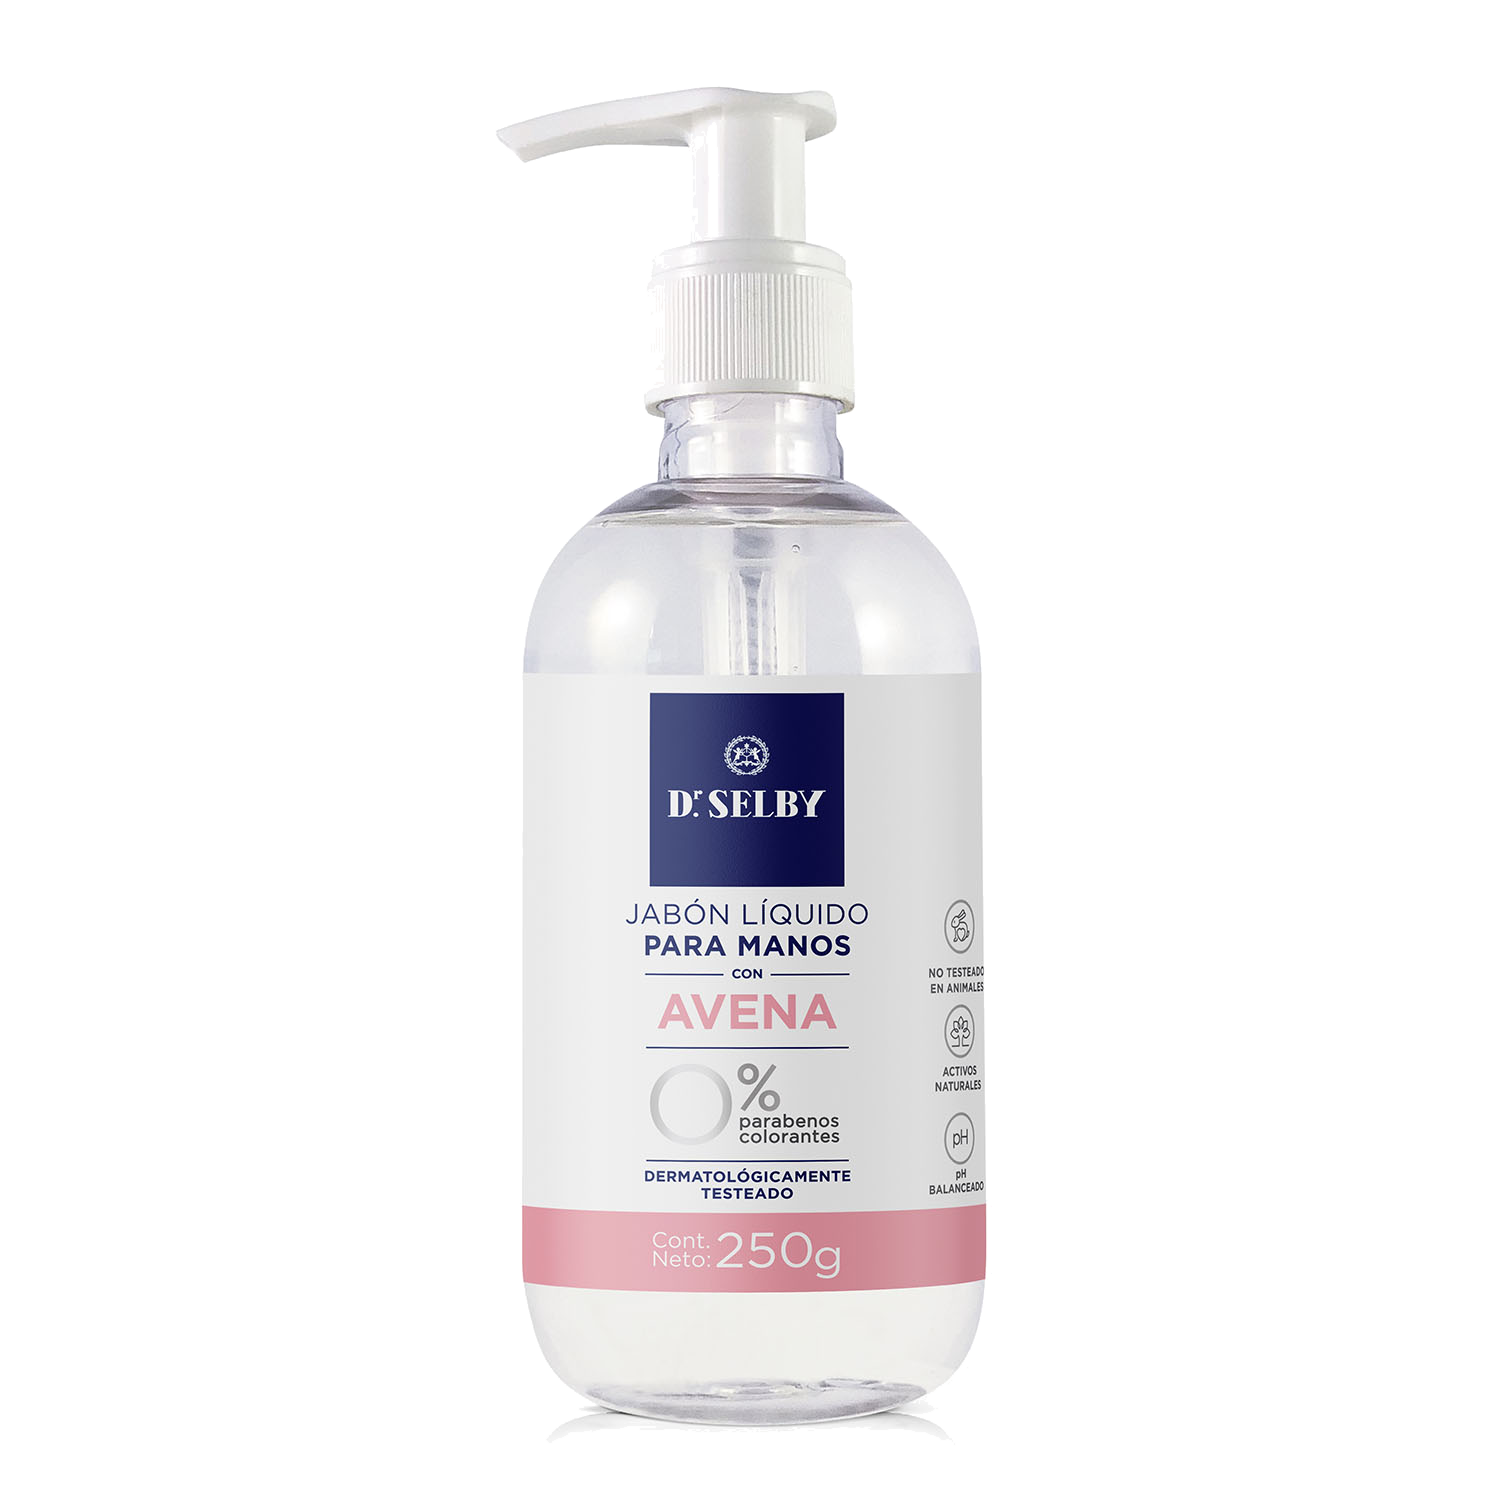 Dr. SELBY
JABÓN LÍQUIDO
PARA MANOS
CON
AVENA
0%
parabenos
colorantes
DERMATOLÓGICAMENTE
TESTEADO
Cont.
Neto: 250g
NO TESTEADO
EN ANIMALES
ACTIVOS
NATURALES
pH
pH
BALANCEADO